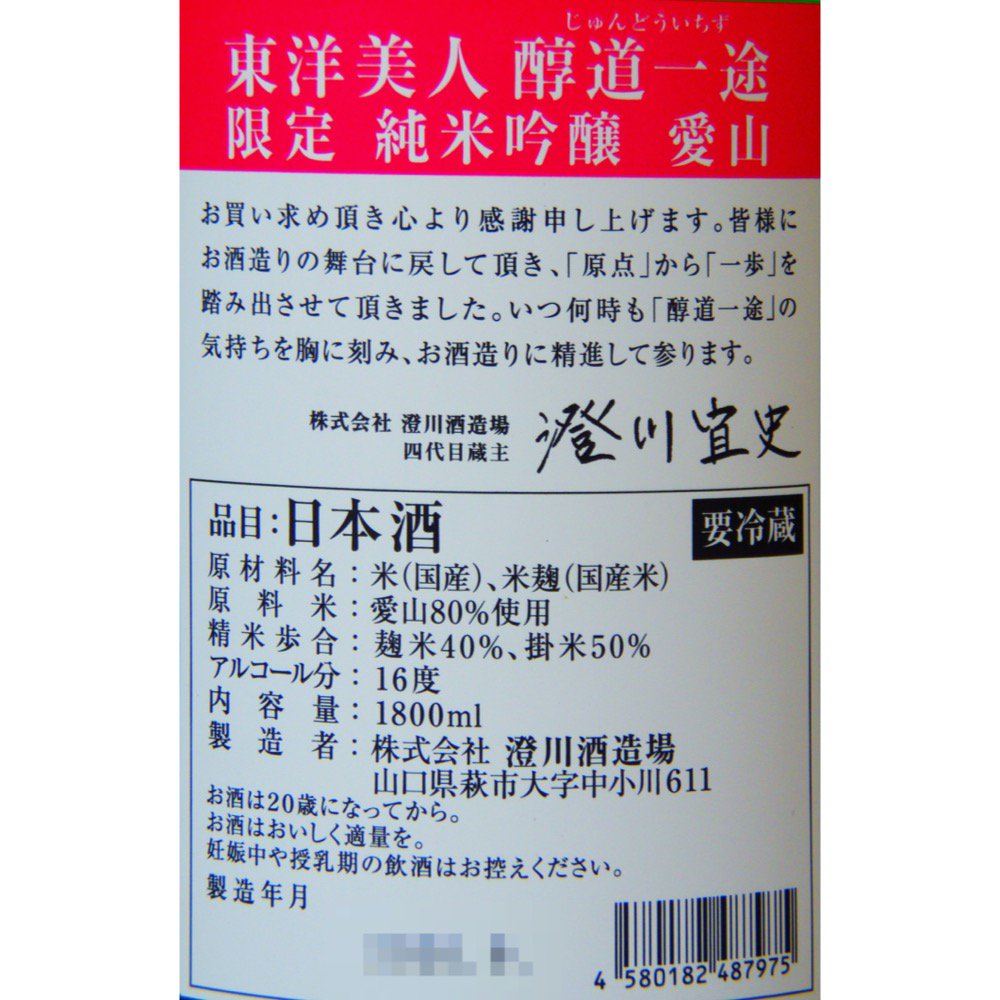 じゅんどういちず
東洋美人 醇道一途
限定 純米吟醸 愛山
お買い求め頂き心より感謝申し上げます。皆様に
お酒造りの舞台に戻して頂き、「原点」から「一歩」を
踏み出させて頂きました。いつ何時も「醇道一途」の
気持ちを胸に刻み、お酒造りに精進して参ります。
株式会社 澄川酒造場
四代目蔵主 澄川宜史
品目:日本酒 要冷蔵
原材料名:米(国産)、米麹(国産米)
原料米:愛山80%使用
精米歩合:麹米40%、掛米50%
アルコール分:16度
内容量:1800ml
製造者:株式会社 澄川酒造場
山口県萩市大字中小川611
お酒は20歳になってから。
お酒はおいしく適量を。
妊娠中や授乳期の飲酒はお控えください。
製造年月
4 580182 487975